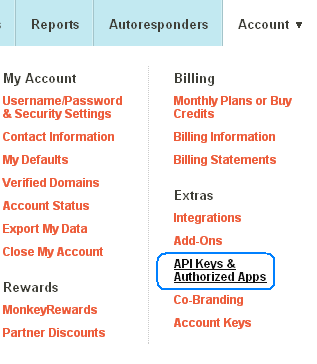 Reports
Autoresponders
Account ▼
My Account
Username/Password
& Security Settings
Contact Information
My Defaults
Verified Domains
Account Status
Export My Data
Close My Account
Rewards
MonkeyRewards
Partner Discounts
Billing
Monthly Plans or Buy
Credits
Billing Information
Billing Statements
Extras
Integrations
Add-Ons
API Keys &
Authorized Apps
Co-Branding
Account Keys